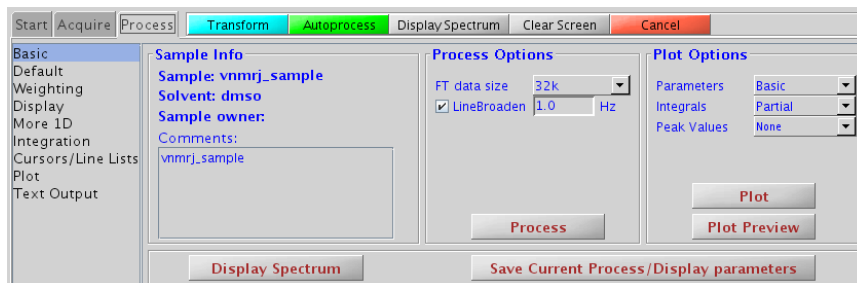 Start Acquire Process Transform Autoprocess Display Spectrum Clear Screen Cancel
Basic
Default
Weighting
Display
More 1D
Integration
Cursors/Line Lists
Plot
Text Output
Sample Info
Sample: vnmrj_sample
Solvent: dmso
Sample owner:
Comments:
vnmrj_sample
Process Options
FT data size 32k
LineBroaden 1.0 Hz
Process
Plot Options
Parameters Basic
Integrals Partial
Peak Values None
Plot
Plot Preview
Display Spectrum Save Current Process/Display parameters